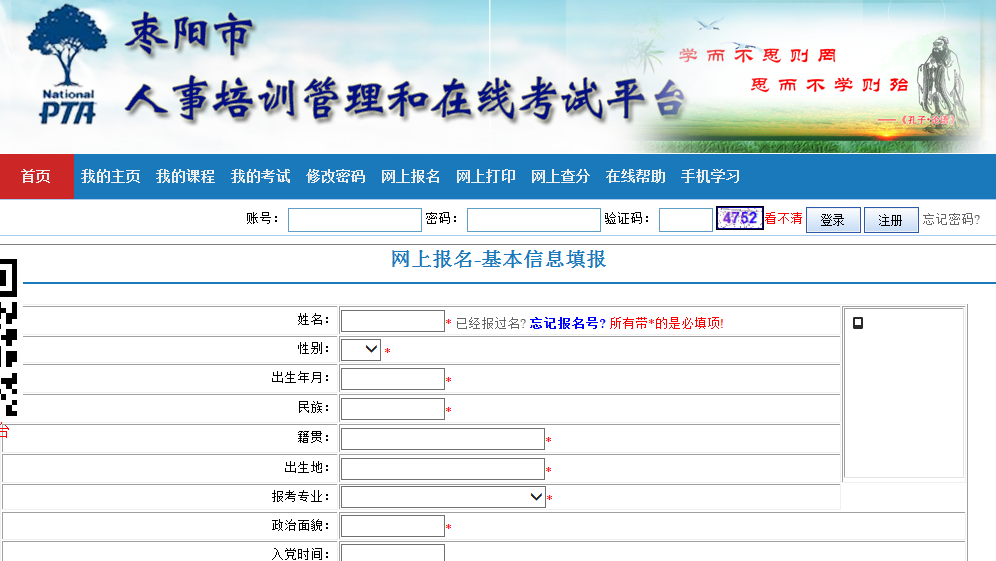 枣阳市
人事培训管理和在线考试平台
National
PTA
学而不思则罔
思而不学则殆
——《孔子·论语》
首页 我的主页 我的课程 我的考试 修改密码 网上报名 网上打印 网上查分 在线帮助 手机学习
账号： 密码： 验证码： 4752 看不清 登录 注册 忘记密码?
网上报名-基本信息填报
姓名： * 已经报过名? 忘记报名号? 所有带*的是必填项!
性别： *
出生年月： *
民族： *
台
籍贯： *
出生地： *
报考专业： *
政治面貌： *
入党时间：